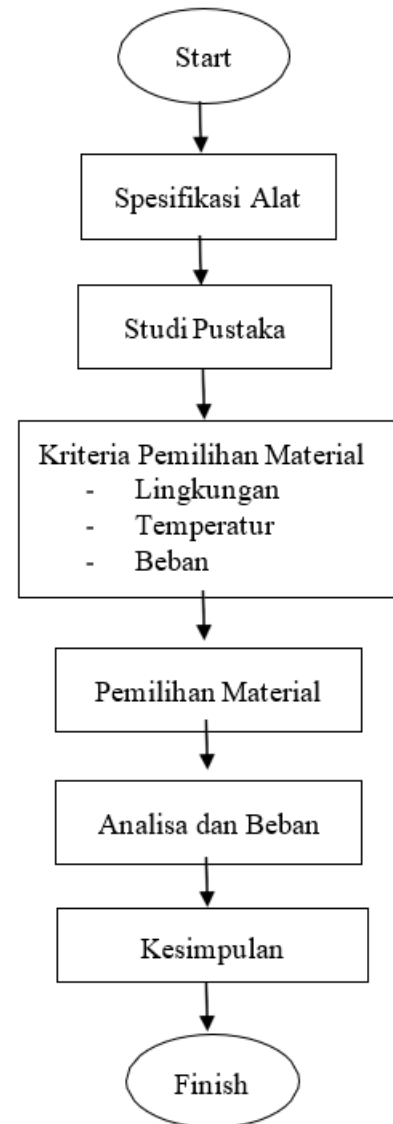 Start
Spesifikasi Alat
Studi Pustaka
Kriteria Pemilihan Material
- Lingkungan
- Temperatur
- Beban
Pemilihan Material
Analisa dan Beban
Kesimpulan
Finish